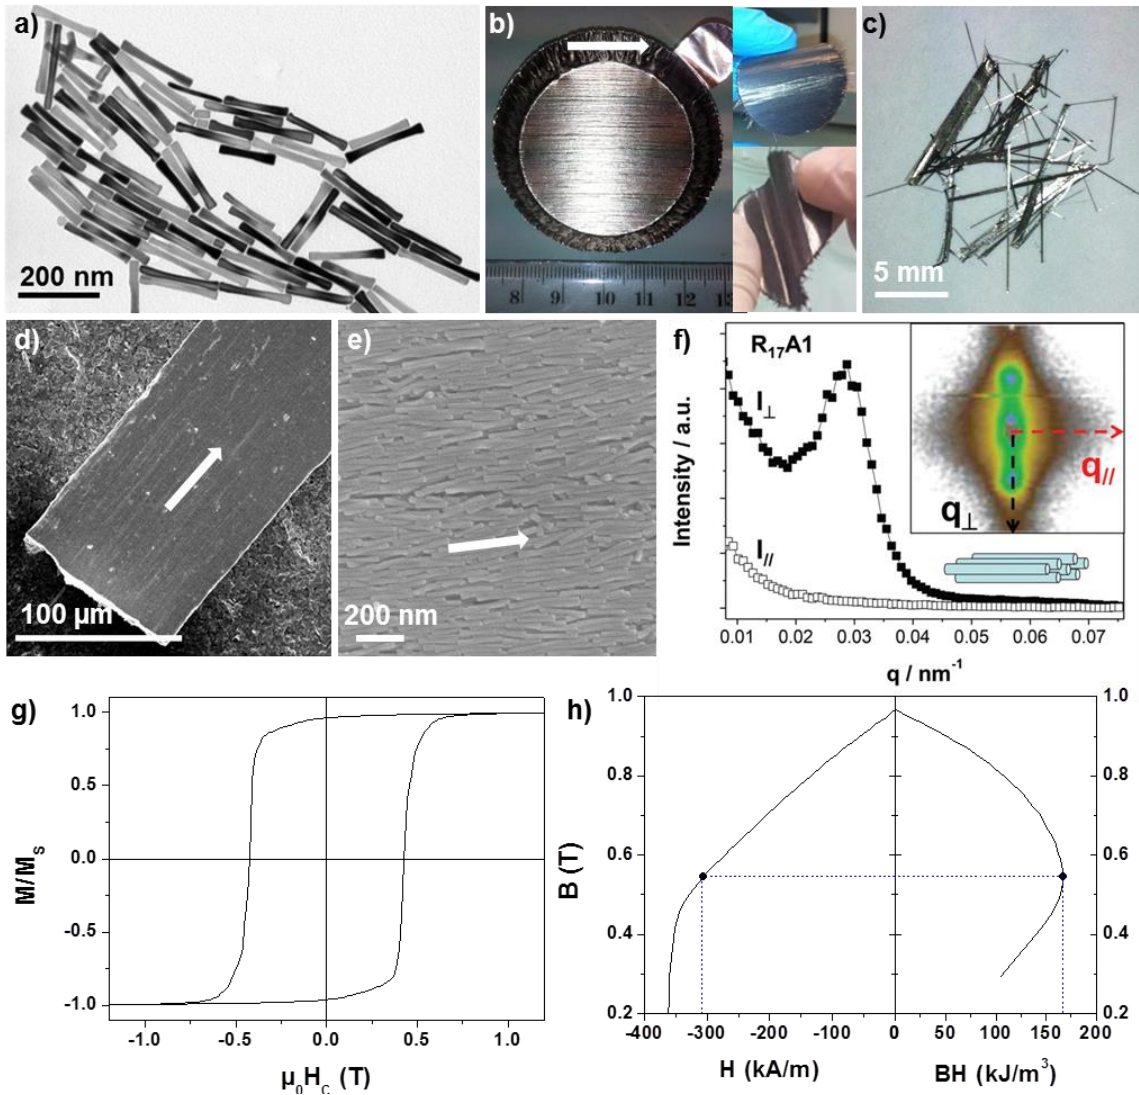 a)
200 nm
b)
8 9 10 11 12
c)
5 mm
d)
100 µm
e)
200 nm
f)
R₁₇A1
I⊥
I//
q//
q⊥
Intensity / a.u.
0.01 0.02 0.03 0.04 0.05 0.06 0.07
q / nm⁻¹
g)
1.0
0.5
0.0
-0.5
-1.0
M/Mₛ
-1.0 -0.5 0.0 0.5 1.0
µ₀H_C (T)
h)
1.0 1.0
0.8 0.8
0.6 0.6
0.4 0.4
0.2 0.2
B (T)
-400 -300 -200 -100 0 50 100 150 200
H (kA/m) BH (kJ/m³)